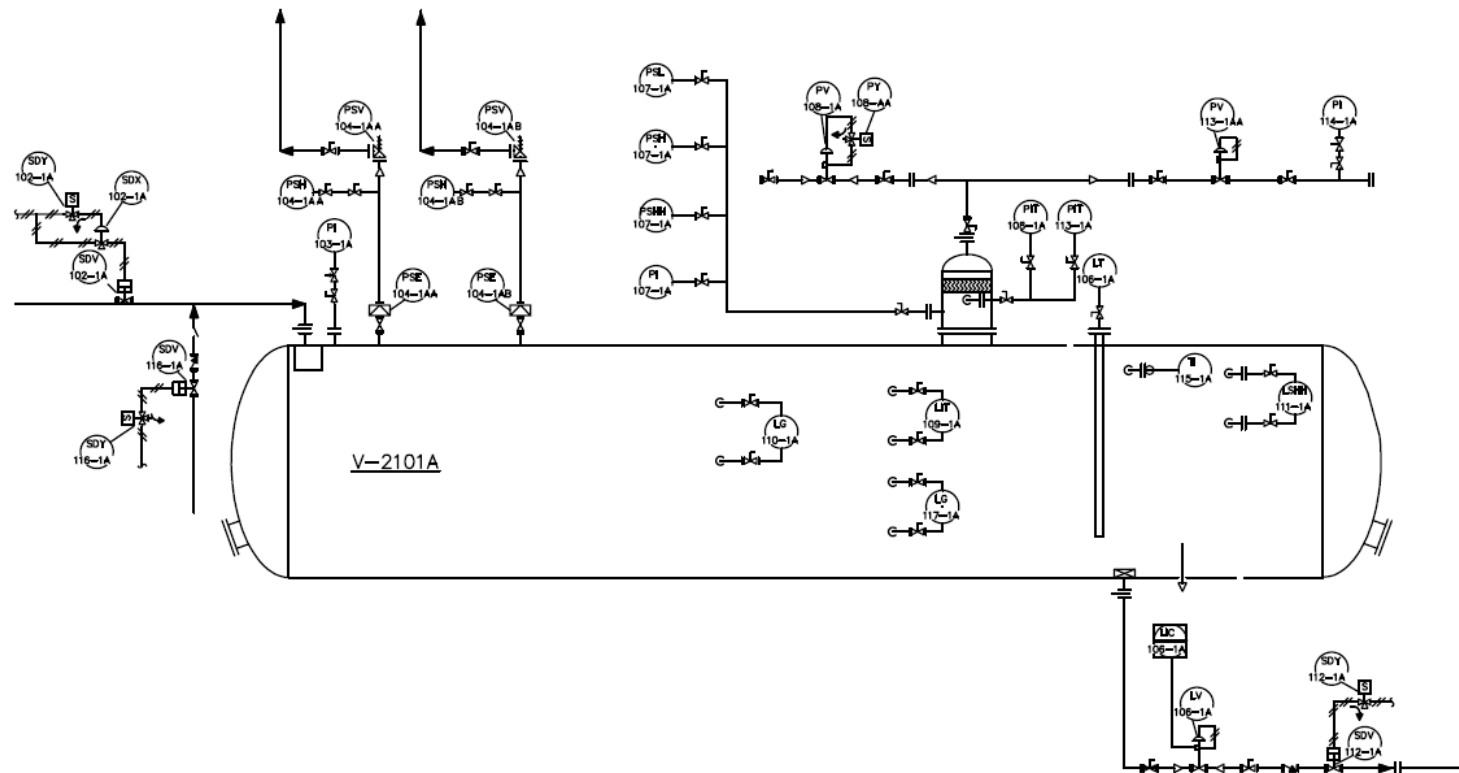 PSL
107-1A
PV
108-1A
PY
108-AA
PV
113-1AA
PI
114-1A
PSV
104-1AA
PSV
104-1AB
PSH
107-1A
SDY
102-1A
SDX
102-1A
PSH
104-1AA
PSH
104-1AB
PSHH
107-1A
PIT
108-1A
PIT
113-1A
PI
103-1A
SDV
102-1A
PSE
104-1AA
PSE
104-1AB
PI
107-1A
LT
106-1A
S
S
SDV
116-1A
TI
115-1A
LSHH
111-1A
S
SDY
116-1A
LG
110-1A
LIT
109-1A
V-2101A
LG
117-1A
LIC
106-1A
SDY
112-1A
S
LV
106-1A
SDV
112-1A